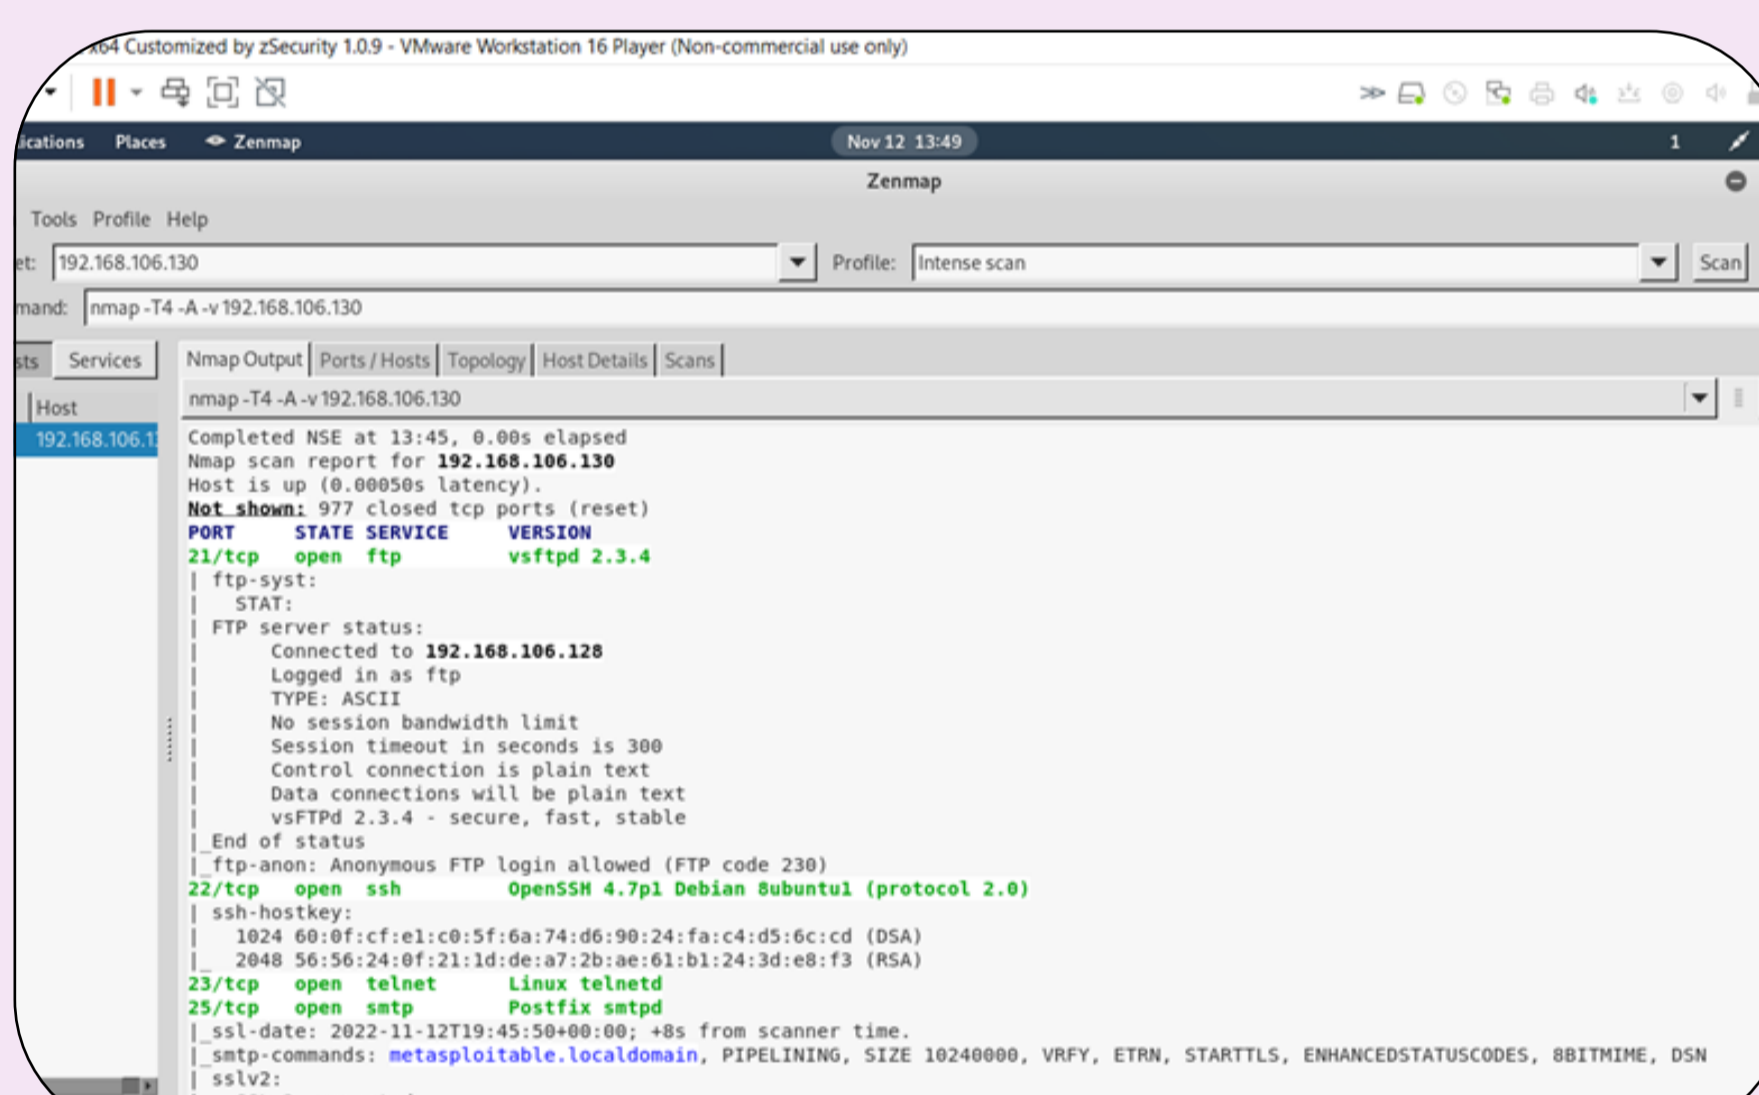 x64 Customized by zSecurity 1.0.9 - VMware Workstation 16 Player (Non-commercial use only)
ications Places Zenmap Nov 12 13:49 1
Zenmap
Tools Profile Help
et: 192.168.106.130 Profile: Intense scan Scan
mand: nmap -T4 -A -v 192.168.106.130
sts Services Nmap Output Ports / Hosts Topology Host Details Scans
Host nmap -T4 -A -v 192.168.106.130
192.168.106.13
Completed NSE at 13:45, 0.00s elapsed
Nmap scan report for 192.168.106.130
Host is up (0.00050s latency).
Not shown: 977 closed tcp ports (reset)
PORT STATE SERVICE VERSION
21/tcp open ftp vsftpd 2.3.4
| ftp-syst:
| STAT:
| FTP server status:
| Connected to 192.168.106.128
| Logged in as ftp
| TYPE: ASCII
| No session bandwidth limit
| Session timeout in seconds is 300
| Control connection is plain text
| Data connections will be plain text
| vsFTPd 2.3.4 - secure, fast, stable
|_End of status
|_ftp-anon: Anonymous FTP login allowed (FTP code 230)
22/tcp open ssh OpenSSH 4.7p1 Debian 8ubuntu1 (protocol 2.0)
| ssh-hostkey:
| 1024 60:0f:cf:e1:c0:5f:6a:74:d6:90:24:fa:c4:d5:6c:cd (DSA)
|_ 2048 56:56:24:0f:21:1d:de:a7:2b:ae:61:b1:24:3d:e8:f3 (RSA)
23/tcp open telnet Linux telnetd
25/tcp open smtp Postfix smtpd
|_ssl-date: 2022-11-12T19:45:50+00:00; +8s from scanner time.
|_smtp-commands: metasploitable.localdomain, PIPELINING, SIZE 10240000, VRFY, ETRN, STARTTLS, ENHANCEDSTATUSCODES, 8BITMIME, DSN
| sslv2: